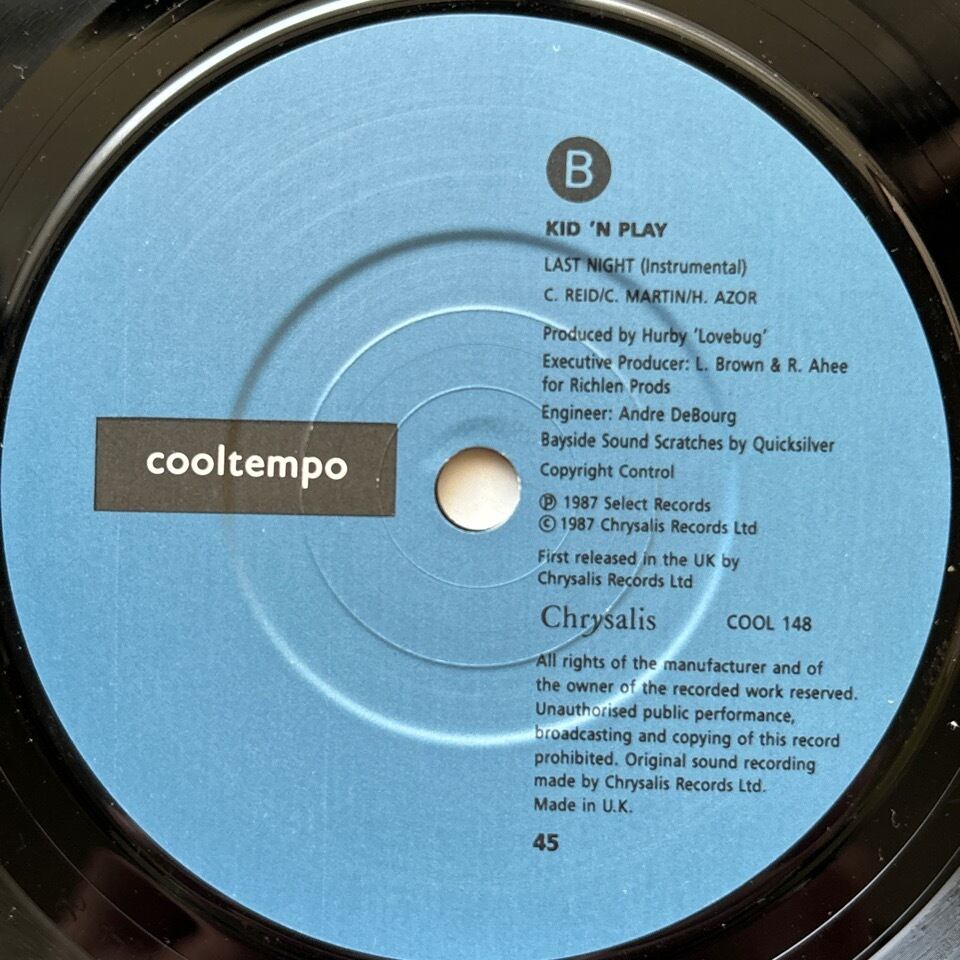 B
KID 'N PLAY
LAST NIGHT (Instrumental)
C. REID/C. MARTIN/H. AZOR
Produced by Hurby 'Lovebug'
Executive Producer: L. Brown & R. Ahee
for Richlen Prods
Engineer: Andre DeBourg
Bayside Sound Scratches by Quicksilver
cooltempo
Copyright Control
℗ 1987 Select Records
© 1987 Chrysalis Records Ltd
First released in the UK by
Chrysalis Records Ltd
Chrysalis COOL 148
All rights of the manufacturer and of
the owner of the recorded work reserved.
Unauthorised public performance,
broadcasting and copying of this record
prohibited. Original sound recording
made by Chrysalis Records Ltd.
Made in U.K.
45